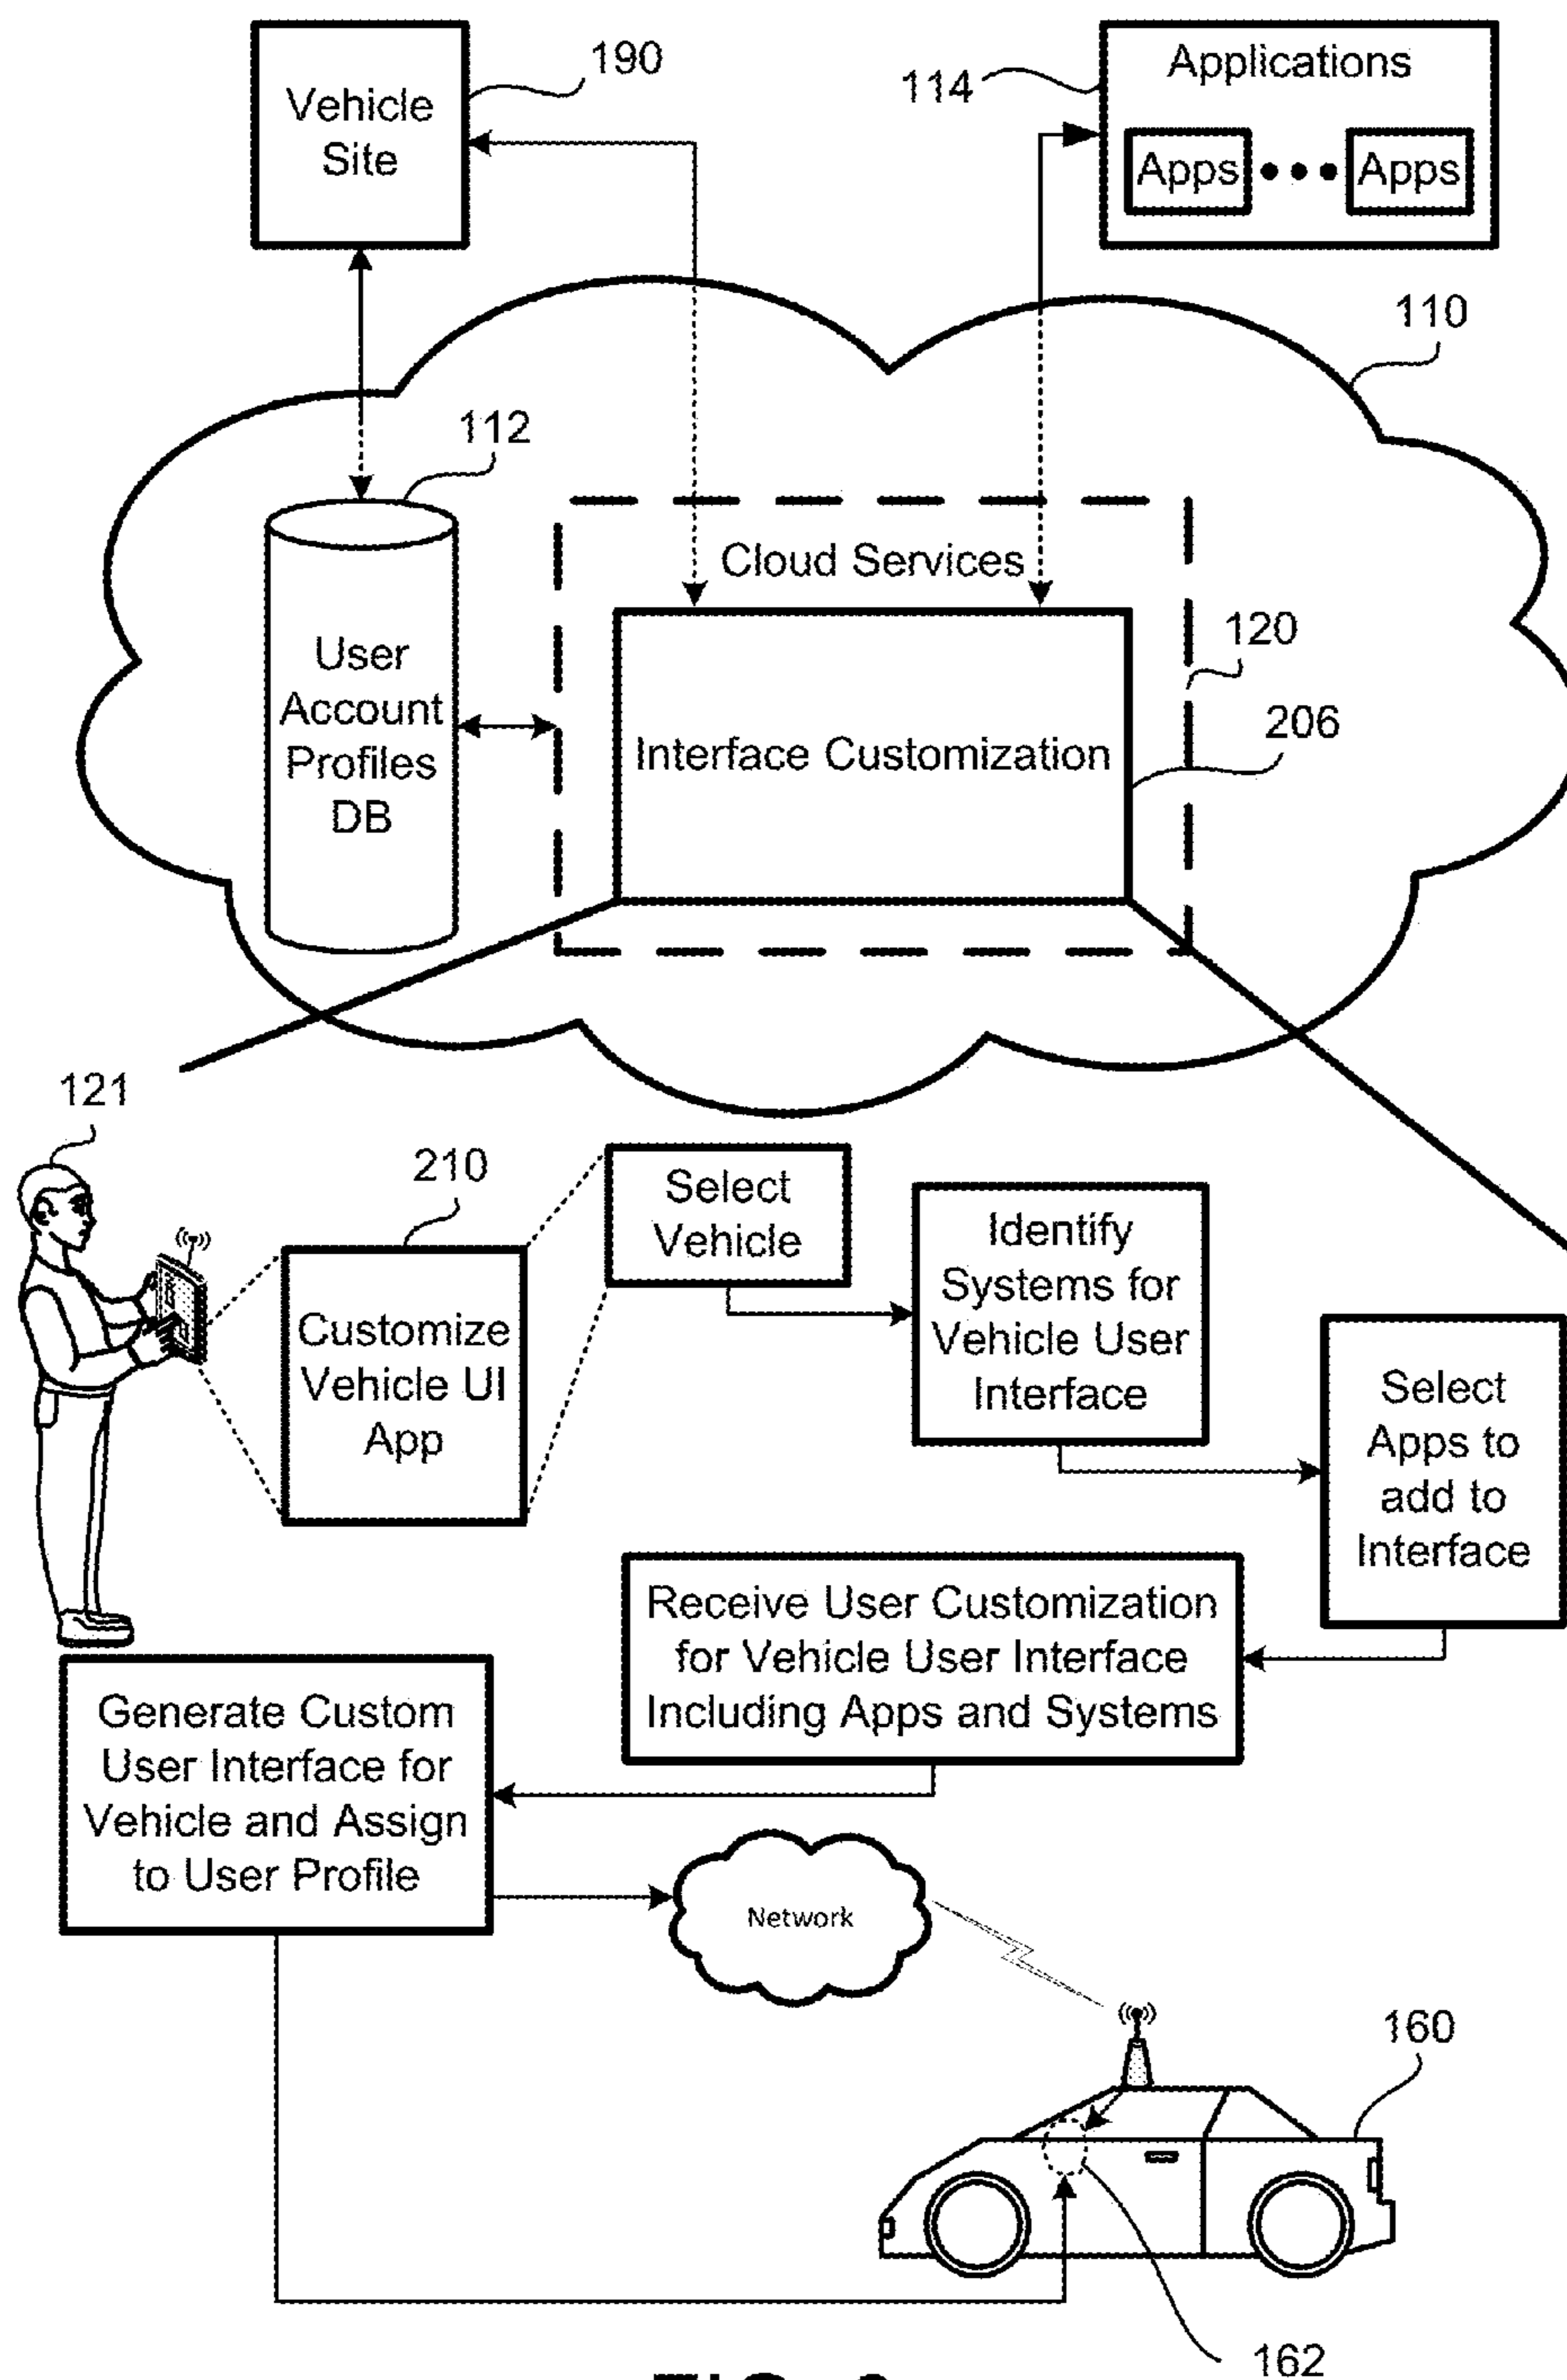 190
Vehicle
Site
114
Applications
Apps
Apps
110
112
Cloud Services
User
Account
Profiles
DB
120
206
Interface Customization
121
210
Select
Vehicle
Identify
Systems for
Vehicle User
Interface
Customize
Vehicle UI
App
Select
Apps to
add to
Interface
Receive User Customization
for Vehicle User Interface
Including Apps and Systems
Generate Custom
User Interface for
Vehicle and Assign
to User Profile
Network
160
162